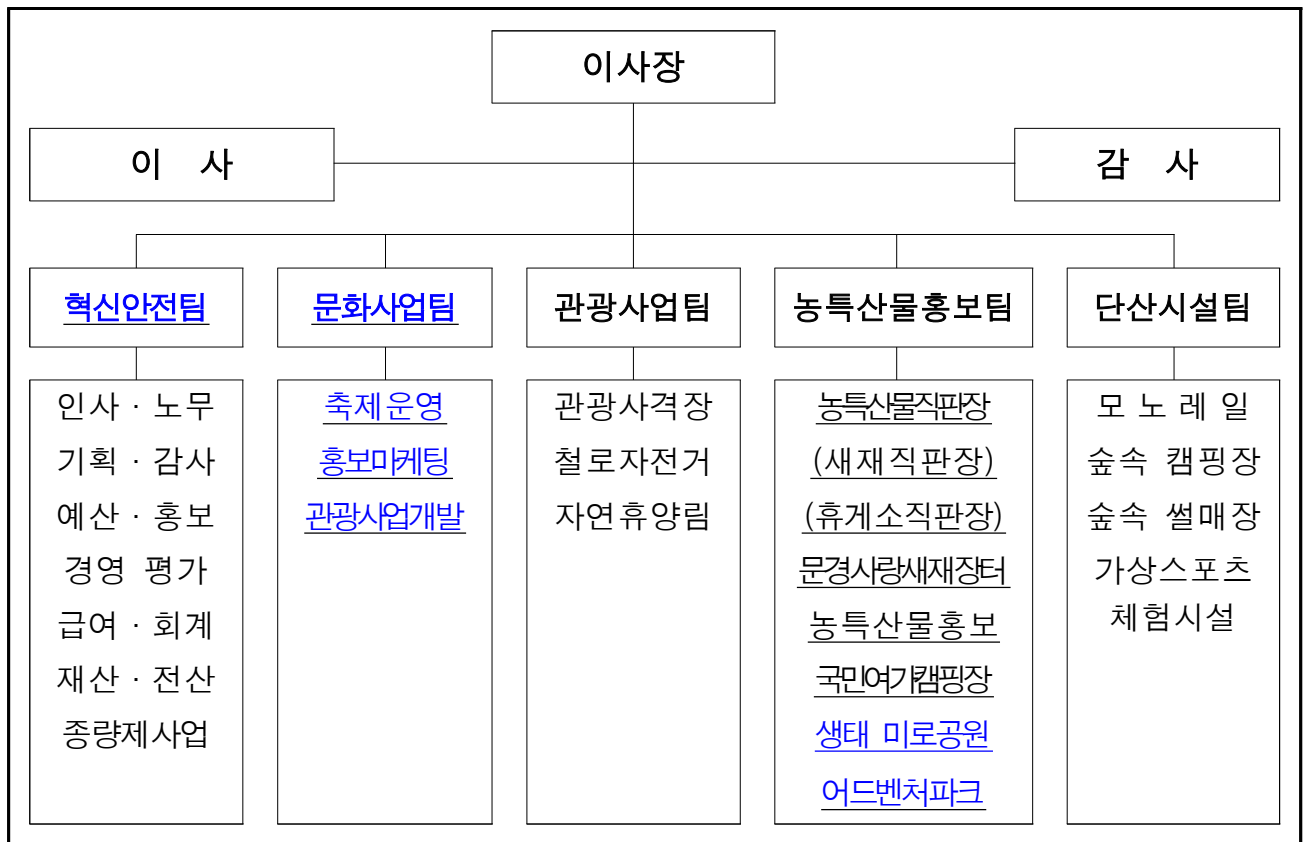 이사장
이 사
감 사
혁신안전팀
문화사업팀
관광사업팀
농특산물홍보팀
단산시설팀
인사 · 노무
기획 · 감사
예산 · 홍보
경영 평가
급여 · 회계
재산 · 전산
종량제사업
축제운영
홍보마케팅
관광사업개발
관광사격장
철로자전거
자연휴양림
농특산물직판장
(새재직판장)
(휴게소직판장)
문경사랑새재장터
농특산물홍보
국민여가캠핑장
생태 미로공원
어드벤처파크
모노레일
숲속 캠핑장
숲속 썰매장
가상스포츠
체험시설